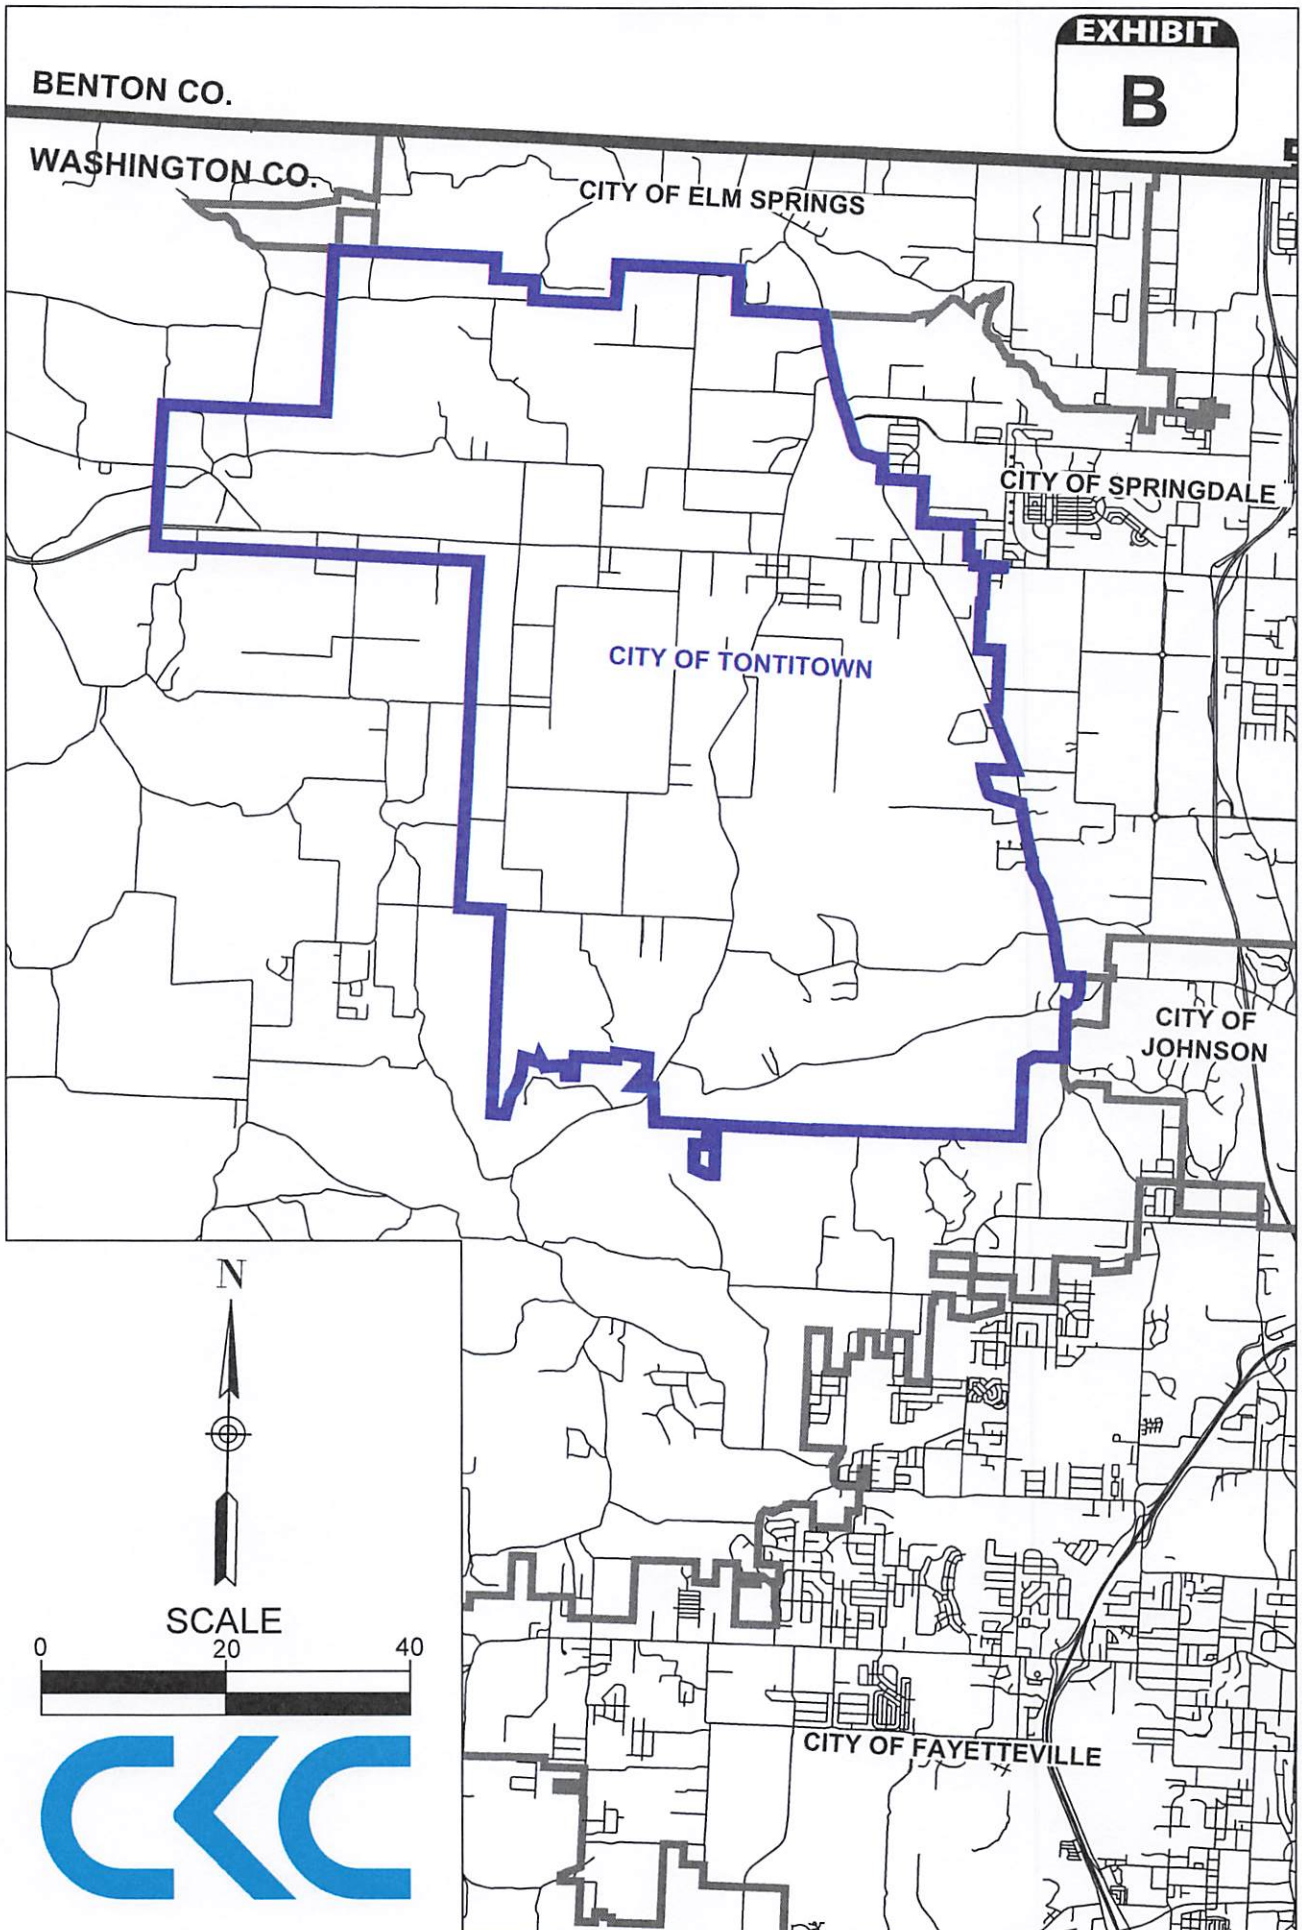 EXHIBIT
B
BENTON CO.
WASHINGTON CO.
CITY OF ELM SPRINGS
CITY OF SPRINGDALE
CITY OF TONTITOWN
CITY OF
JOHNSON
N
SCALE
0 20 40
CKC
CITY OF FAYETTEVILLE